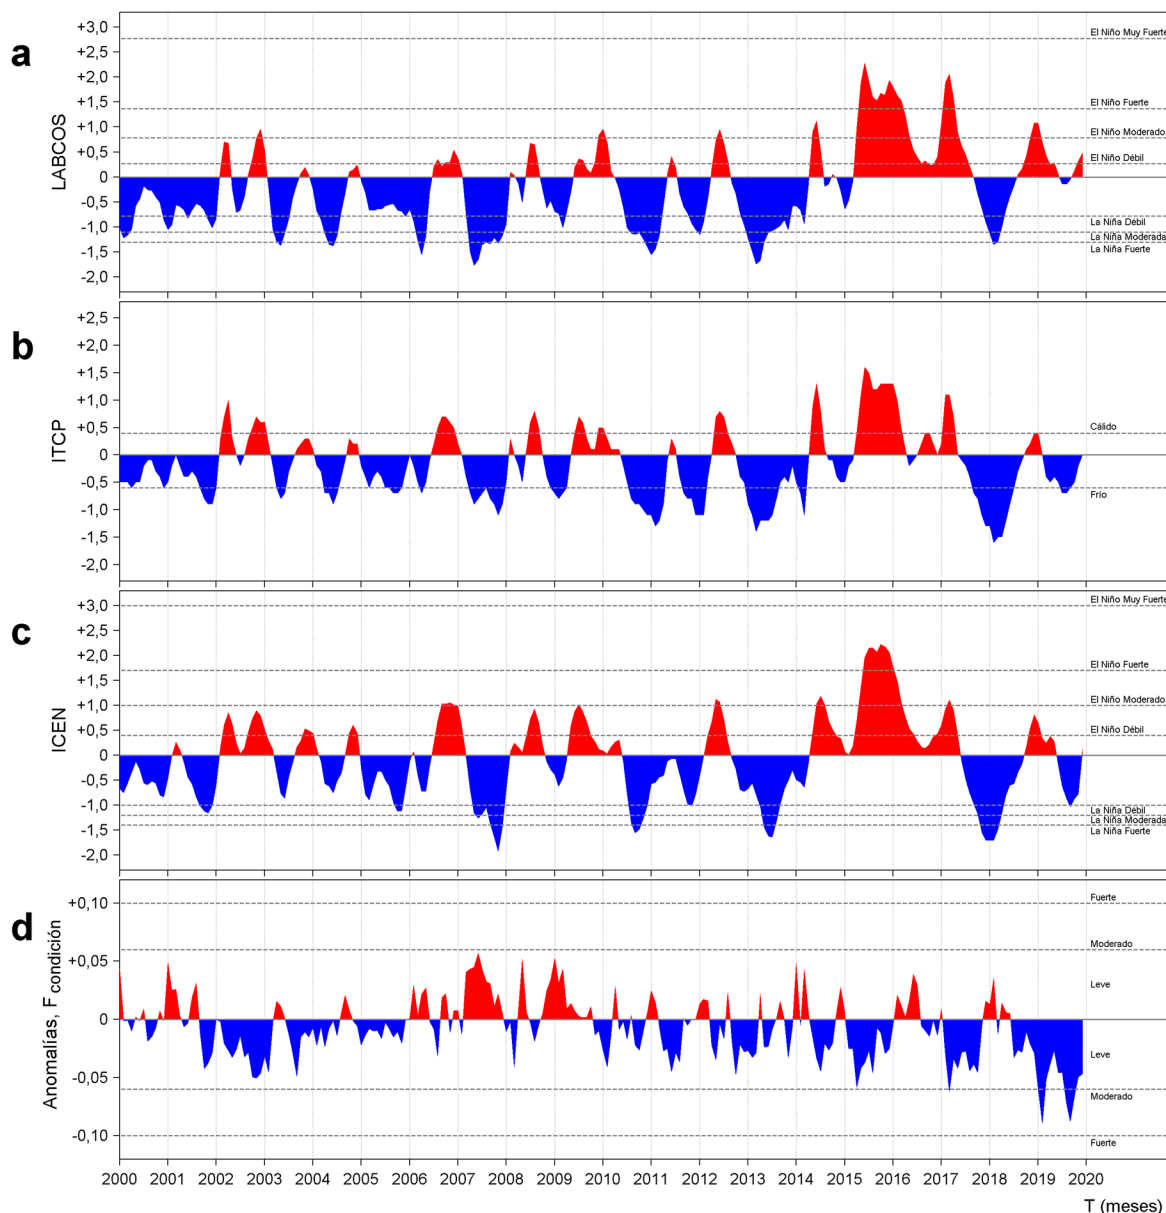 a
LABCOS
+3,0
+2,5
+2,0
+1,5
+1,0
+0,5
0
-0,5
-1,0
-1,5
-2,0
El Niño Muy Fuerte
El Niño Fuerte
El Niño Moderado
El Niño Débil
La Niña Débil
La Niña Moderada
La Niña Fuerte
b
ITCP
+2,5
+2,0
+1,5
+1,0
+0,5
0
-0,5
-1,0
-1,5
-2,0
Cálido
Frio
c
ICEN
+3,0
+2,5
+2,0
+1,5
+1,0
+0,5
0
-0,5
-1,0
-1,5
-2,0
El Niño Muy Fuerte
El Niño Fuerte
El Niño Moderado
El Niño Débil
La Niña Débil
La Niña Moderada
La Niña Fuerte
d
Anomalías, F condición
+0,10
+0,05
0
-0,05
-0,10
Fuerte
Moderado
Leve
Leve
Moderado
Fuerte
2000 2001 2002 2003 2004 2005 2006 2007 2008 2009 2010 2011 2012 2013 2014 2015 2016 2017 2018 2019 2020
T (meses)